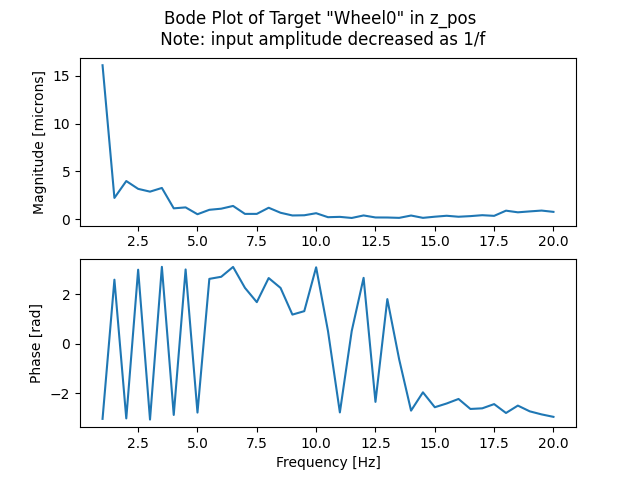 Bode Plot of Target "Wheel0" in z_pos
Note: input amplitude decreased as 1/f
Magnitude [microns]
15
10
5
0
2.5 5.0 7.5 10.0 12.5 15.0 17.5 20.0
Phase [rad]
2
0
−2
2.5 5.0 7.5 10.0 12.5 15.0 17.5 20.0
Frequency [Hz]